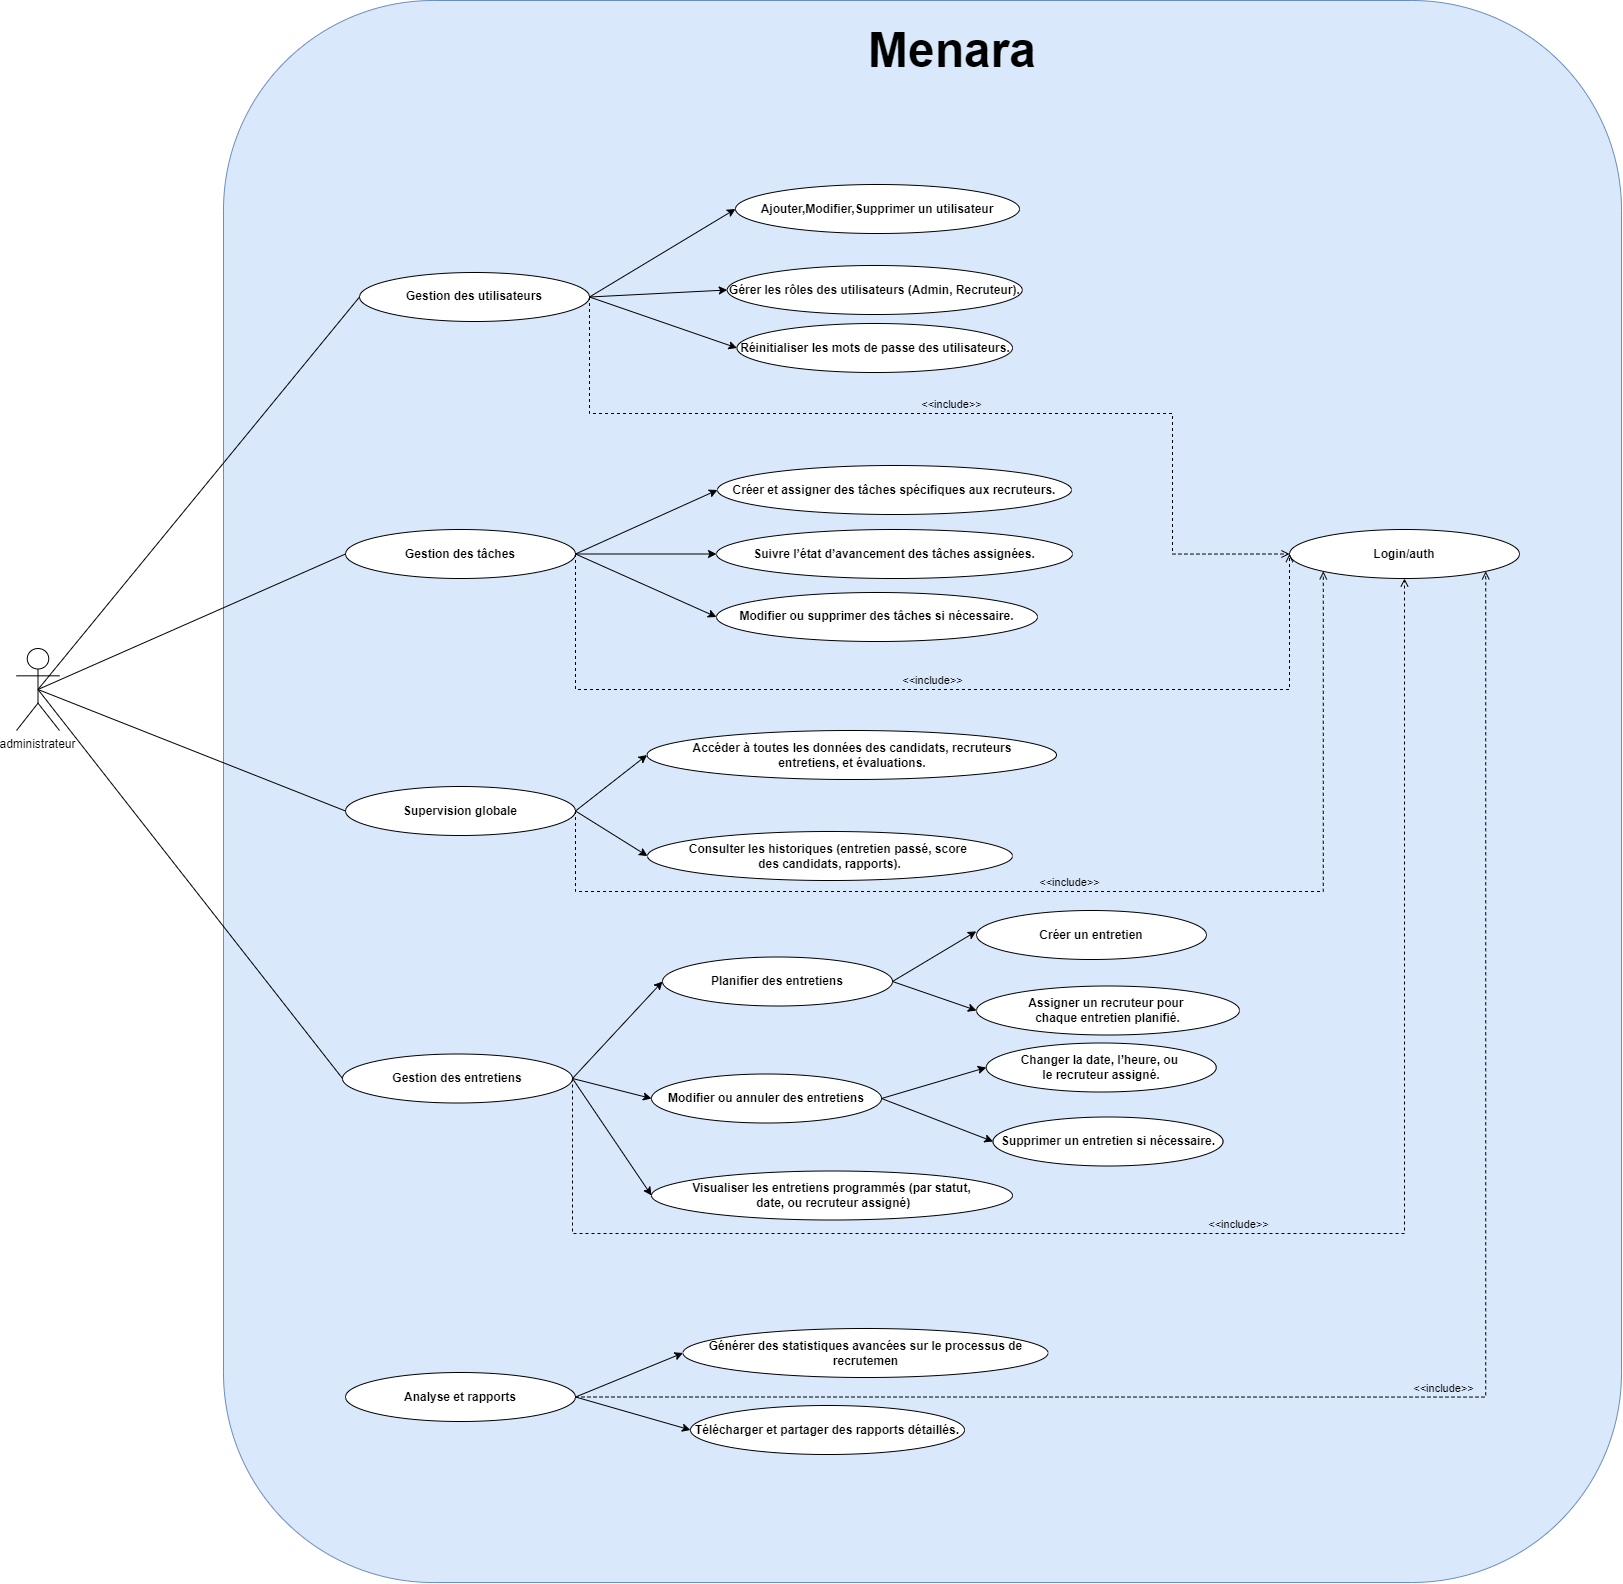 Menara
Ajouter,Modifier,Supprimer un utilisateur
Gestion des utilisateurs
Gérer les rôles des utilisateurs (Admin, Recruteur).
Réinitialiser les mots de passe des utilisateurs.
<<include>>
Créer et assigner des tâches spécifiques aux recruteurs.
Gestion des tâches
Suivre l'état d'avancement des tâches assignées.
Login/auth
Modifier ou supprimer des tâches si nécessaire.
<<include>>
administrateur
Accéder à toutes les données des candidats, recruteurs
entretiens, et évaluations.
Supervision globale
Consulter les historiques (entretien passé, score
des candidats, rapports).
<<include>>
Créer un entretien
Planifier des entretiens
Assigner un recruteur pour
chaque entretien planifié.
Gestion des entretiens
Changer la date, l'heure, ou
le recruteur assigné.
Modifier ou annuler des entretiens
Supprimer un entretien si nécessaire.
Visualiser les entretiens programmés (par statut,
date, ou recruteur assigné)
<<include>>
Générer des statistiques avancées sur le processus de
recrutemen
Analyse et rapports
<<include>>
Télécharger et partager des rapports détaillés.